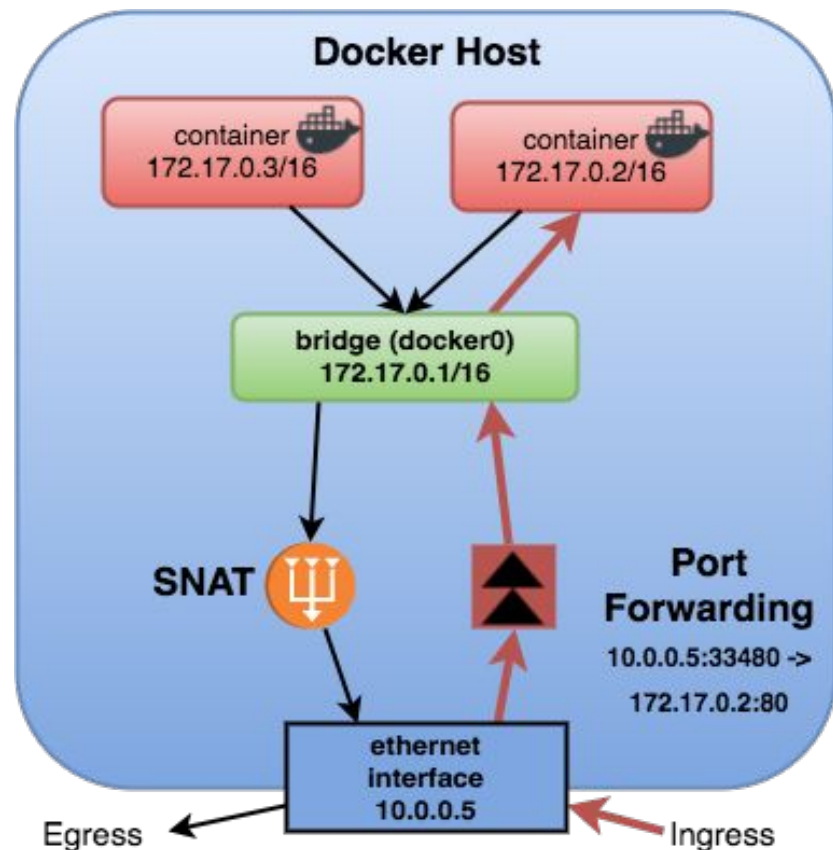 Docker Host
container
172.17.0.3/16
container
172.17.0.2/16
bridge (docker0)
172.17.0.1/16
SNAT
Port
Forwarding
10.0.0.5:33480 ->
172.17.0.2:80
ethernet
interface
10.0.0.5
Egress
Ingress